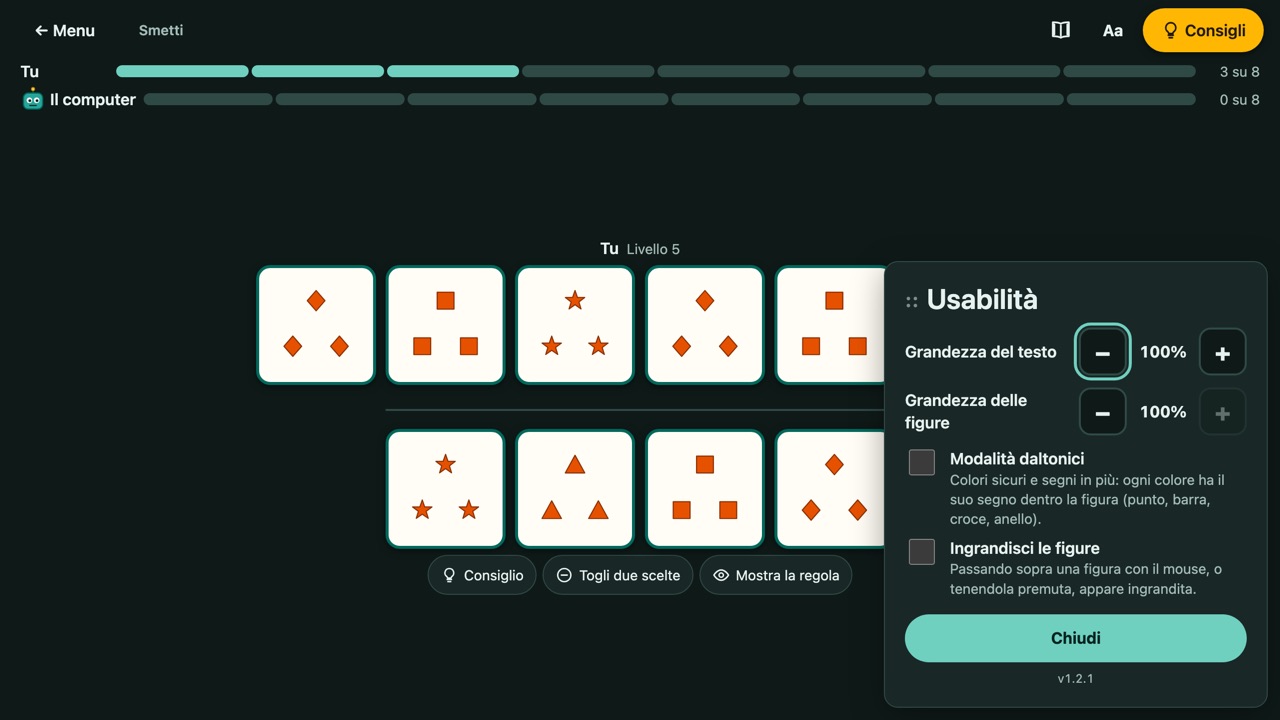 ← Menu
Smetti
Aa
Consigli
Tu
3 su 8
Il computer
0 su 8
Tu Livello 5
Usabilità
Grandezza del testo
− 100% +
Grandezza delle
figure
− 100% +
Modalità daltonici
Colori sicuri e segni in più: ogni colore ha il
suo segno dentro la figura (punto, barra,
croce, anello).
Ingrandisci le figure
Passando sopra una figura con il mouse, o
tenendola premuta, appare ingrandita.
Chiudi
v1.2.1
Consiglio
Togli due scelte
Mostra la regola